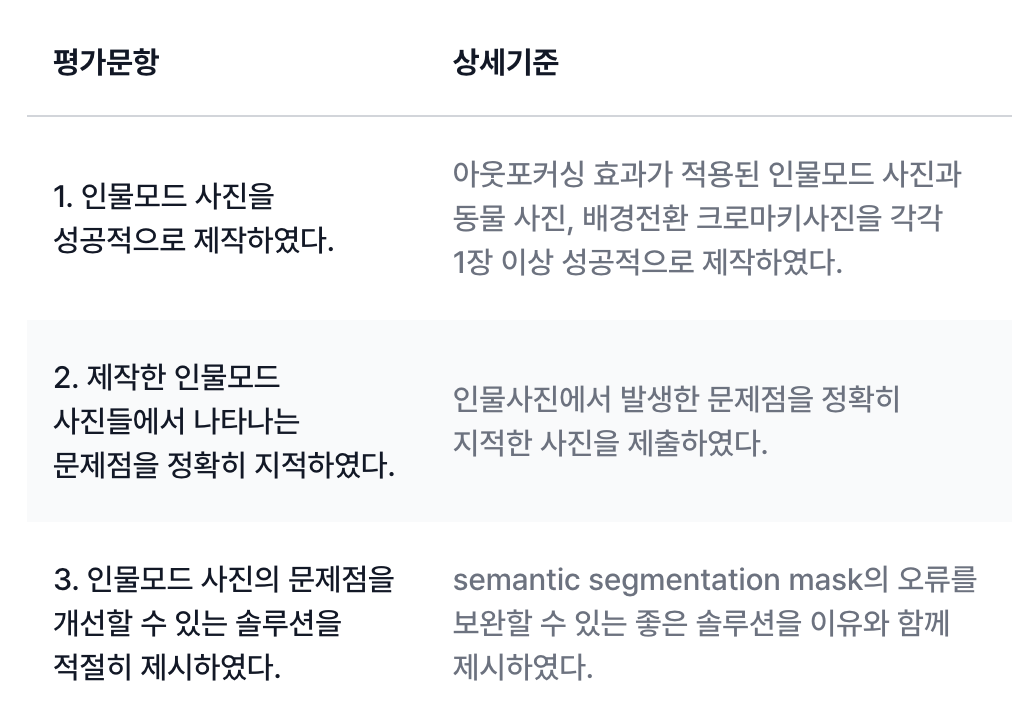 평가문항
상세기준
1. 인물모드 사진을
성공적으로 제작하였다.
아웃포커싱 효과가 적용된 인물모드 사진과
동물 사진, 배경전환 크로마키사진을 각각
1장 이상 성공적으로 제작하였다.
2. 제작한 인물모드
사진들에서 나타나는
문제점을 정확히 지적하였다.
인물사진에서 발생한 문제점을 정확히
지적한 사진을 제출하였다.
3. 인물모드 사진의 문제점을
개선할 수 있는 솔루션을
적절히 제시하였다.
semantic segmentation mask의 오류를
보완할 수 있는 좋은 솔루션을 이유와 함께
제시하였다.